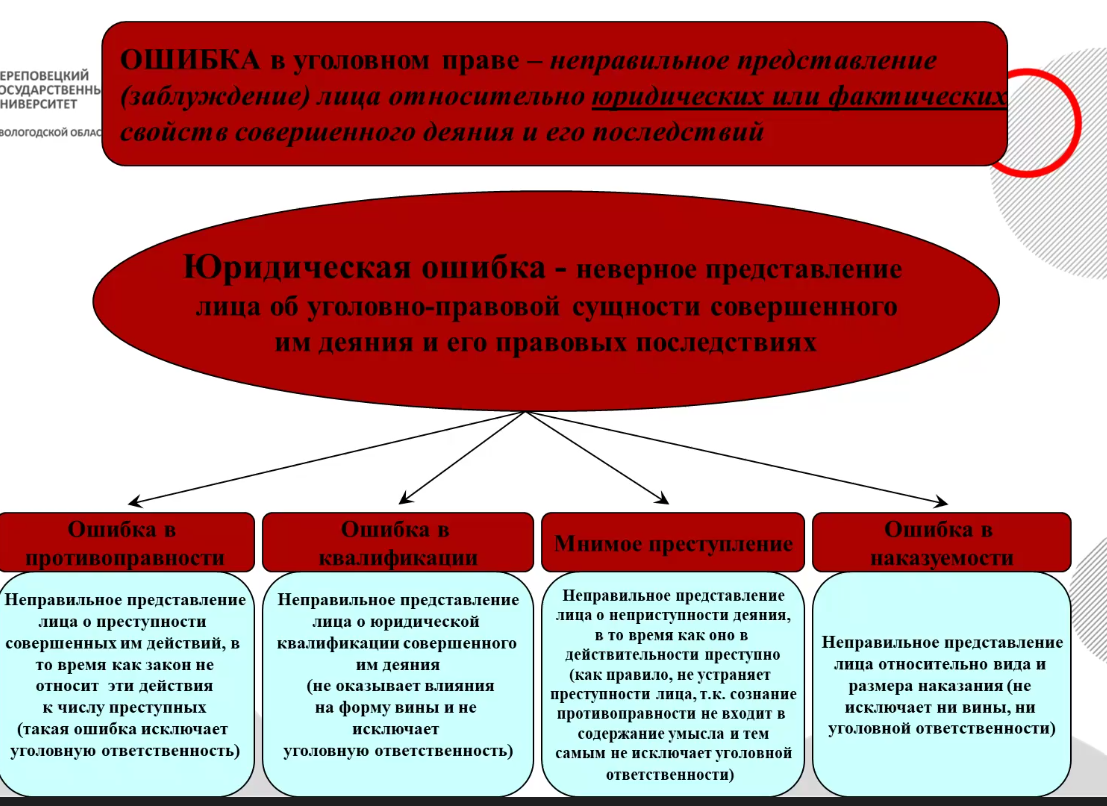 ЕРЕПОВЕЦКИЙ
ОСУДАРСТВЕННЫ
НИВЕРСИТЕТ
ВОЛОГОДСКОЙ ОБЛАС
ОШИБКА в уголовном праве – неправильное представление
(заблуждение) лица относительно юридических или фактических
свойств совершенного деяния и его последствий
Юридическая ошибка - неверное представление
лица об уголовно-правовой сущности совершенного
им деяния и его правовых последствиях
Ошибка в
противоправности
Неправильное представление
лица о преступности
совершенных им действий, в
то время как закон не
относит эти действия
к числу преступных
(такая ошибка исключает
уголовную ответственность)
Ошибка в
квалификации
Неправильное представление
лица о юридической
квалификации совершенного
им деяния
(не оказывает влияния
на форму вины и не
исключает
уголовную ответственность)
Мнимое преступление
Неправильное представление
лица о неприступности деяния,
в то время как оно в
действительности преступно
(как правило, не устраняет
преступности лица, т.к. сознание
противоправности не входит в
содержание умысла и тем
самым не исключает уголовной
ответственности)
Ошибка в
наказуемости
Неправильное представление
лица относительно вида и
размера наказания (не
исключает ни вины, ни
уголовной ответственности)